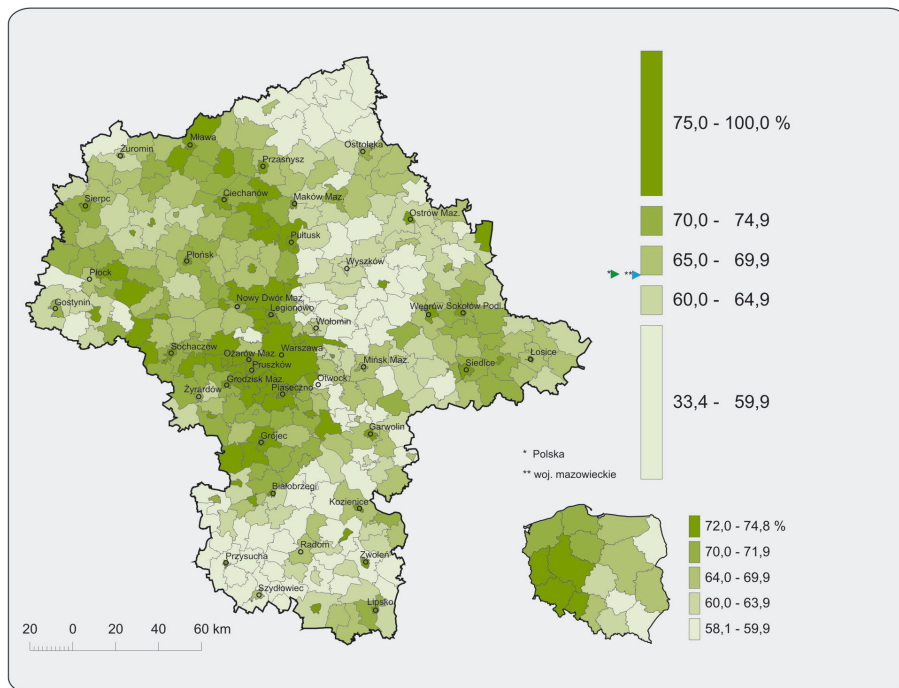 Mława
Żuromin
Przasnysz
Ostrołęka
Ciechanów
Maków Maz.
Sierpc
Ostrów Maz.
Pułtusk
Płońsk
Wyszków
Płock
Gostynin
Nowy Dwór Maz.
Legionowo
Węgrów
Sokołów Podl.
Wołomin
Sochaczew
Warszawa
Ożarów Maz.
Mińsk Maz.
Łosice
Siedlce
Pruszków
Grodzisk Maz.
Otwock
Żyrardów
Piaseczno
Grójec
Garwolin
Białobrzegi
Kozienice
Radom
Przysucha
Zwoleń
Szydłowiec
Lipsko
20 0 20 40 60 km
75,0 - 100,0 %
70,0 - 74,9
65,0 - 69,9
* **
60,0 - 64,9
33,4 - 59,9
* Polska
** woj. mazowieckie
72,0 - 74,8 %
70,0 - 71,9
64,0 - 69,9
60,0 - 63,9
58,1 - 59,9